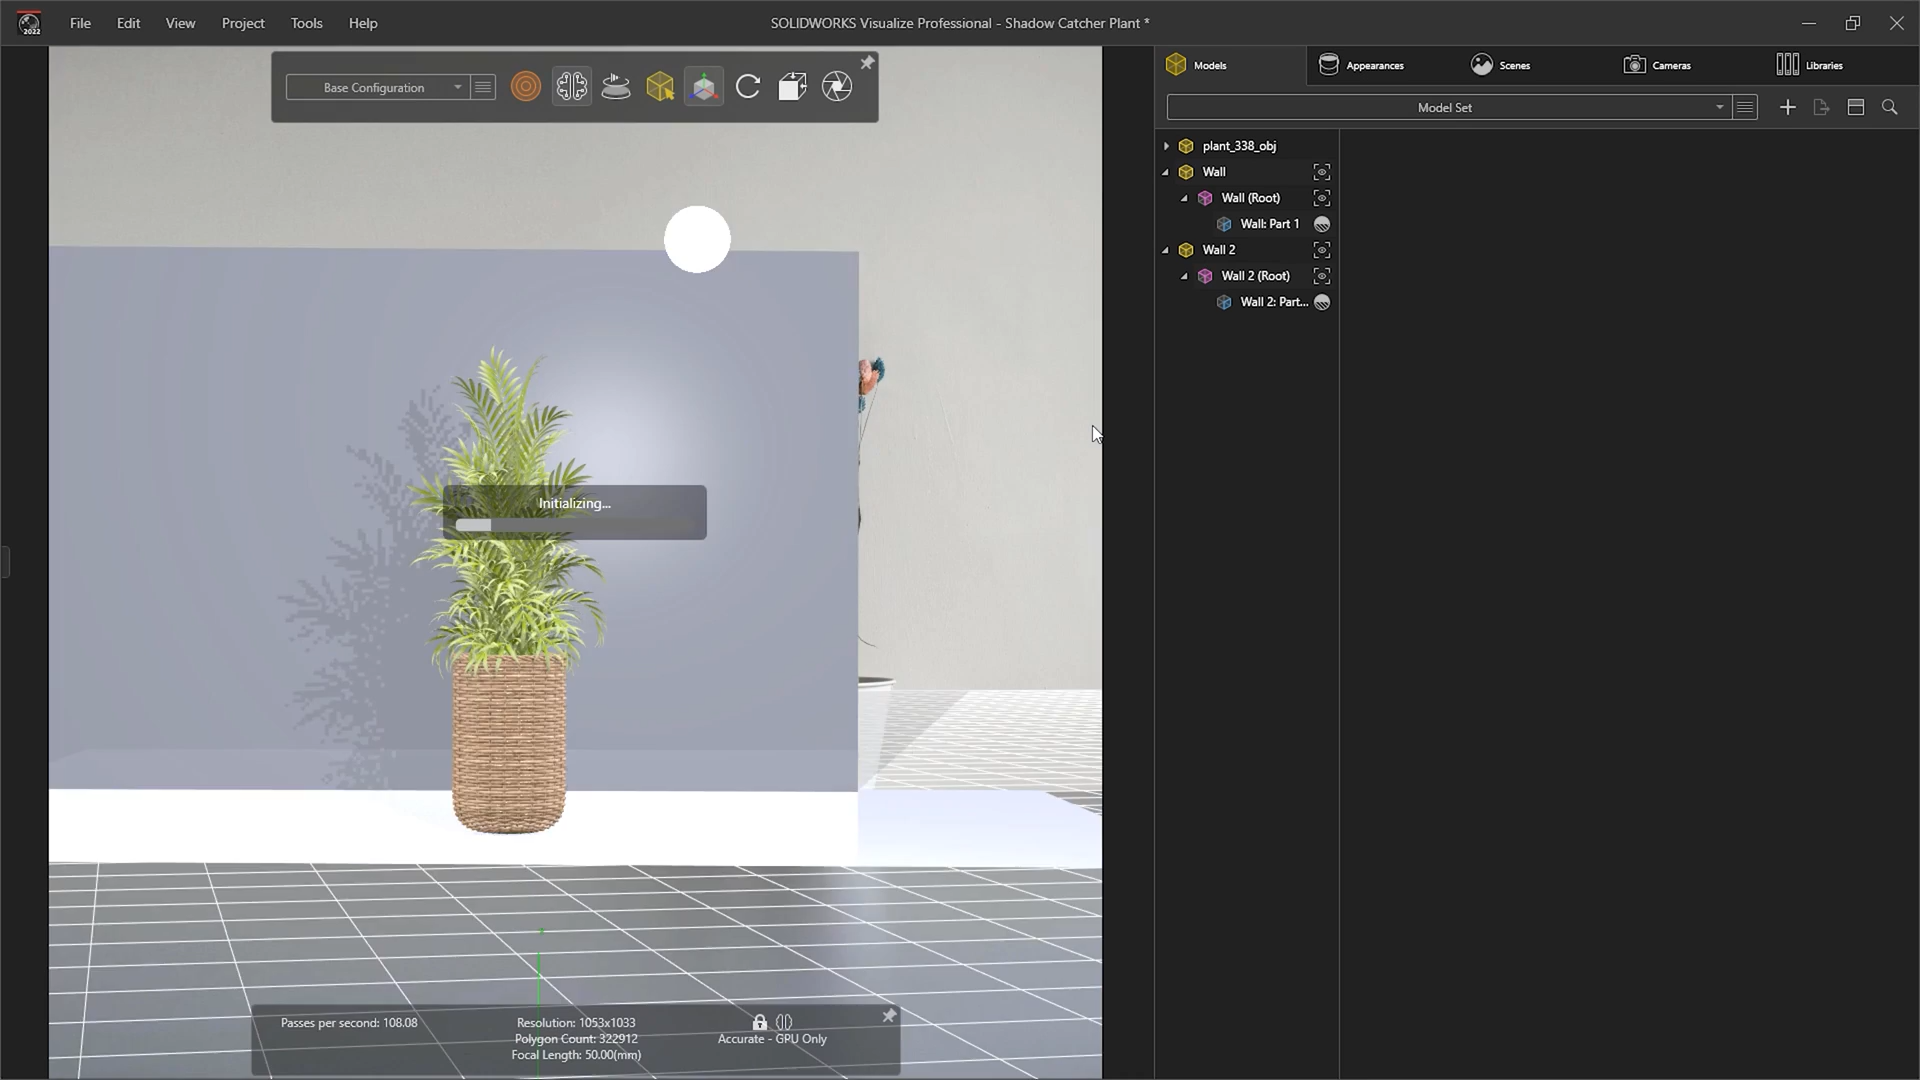 2022
File Edit View Project Tools Help
SOLIDWORKS Visualize Professional - Shadow Catcher Plant *
Base Configuration
Models Appearances Scenes Cameras Libraries
Model Set
plant_338_obj
Wall
Wall (Root)
Wall: Part 1
Wall 2
Wall 2 (Root)
Wall 2: Part...
Initializing...
Passes per second: 108.08
Resolution: 1053x1033
Polygon Count: 322912
Focal Length: 50.00(mm)
Accurate - GPU Only